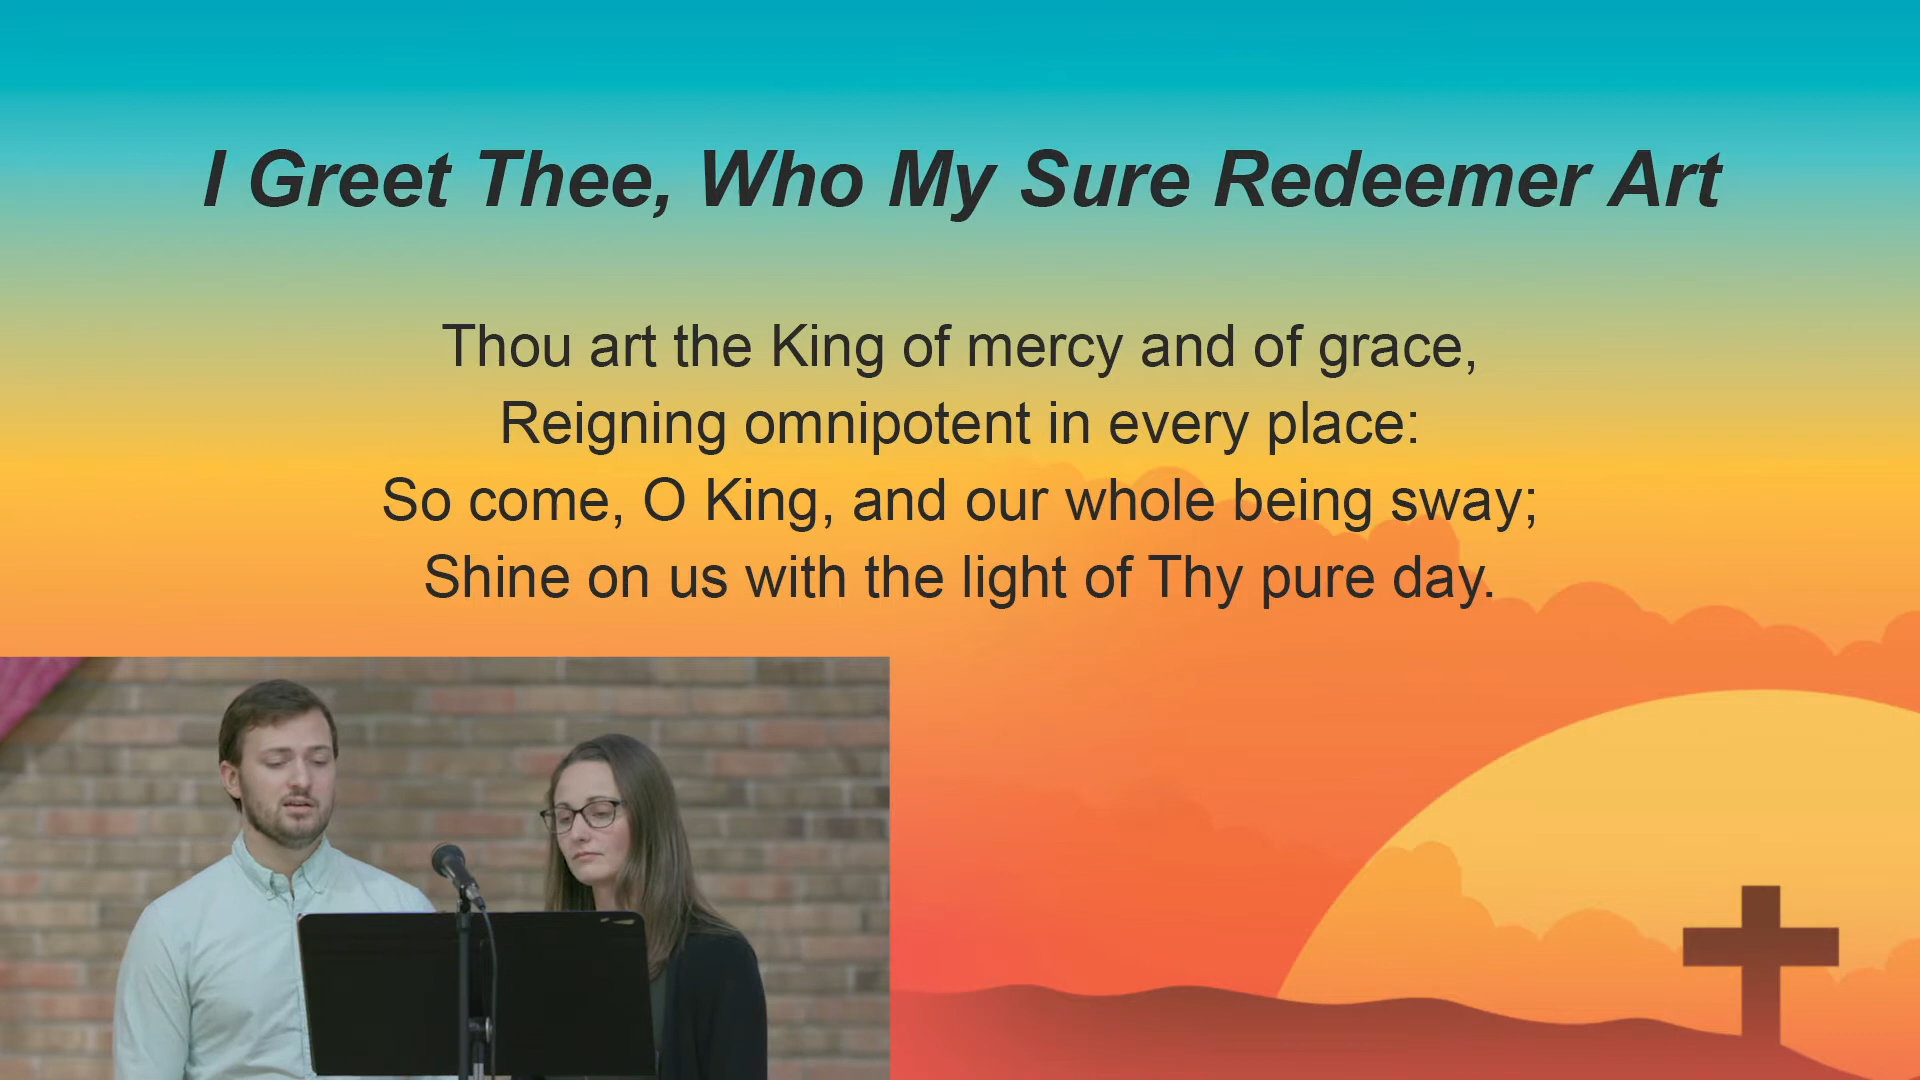 I Greet Thee, Who My Sure Redeemer Art
Thou art the King of mercy and of grace,
Reigning omnipotent in every place:
So come, O King, and our whole being sway;
Shine on us with the light of Thy pure day.